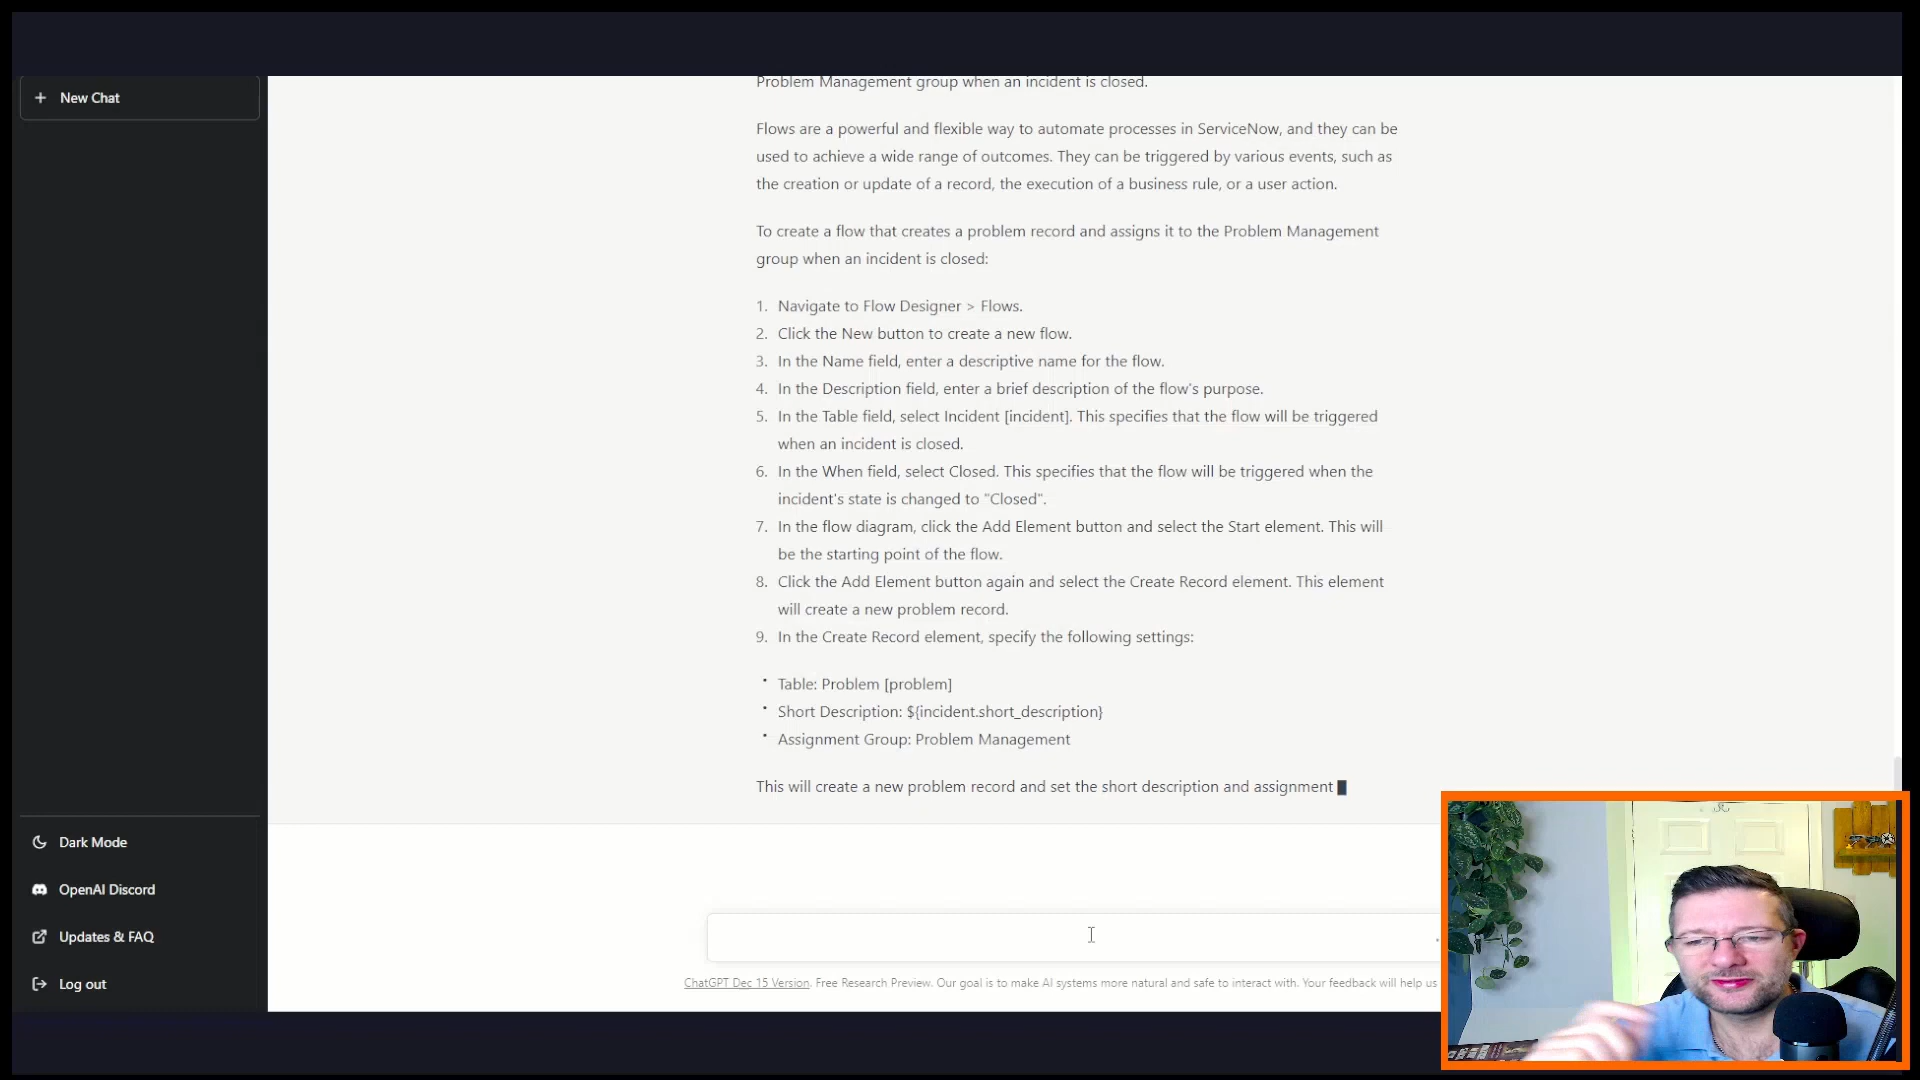 New Chat
Problem Management group when an incident is closed.
Flows are a powerful and flexible way to automate processes in ServiceNow, and they can be
used to achieve a wide range of outcomes. They can be triggered by various events, such as
the creation or update of a record, the execution of a business rule, or a user action.
To create a flow that creates a problem record and assigns it to the Problem Management
group when an incident is closed:
1. Navigate to Flow Designer > Flows.
2. Click the New button to create a new flow.
3. In the Name field, enter a descriptive name for the flow.
4. In the Description field, enter a brief description of the flow's purpose.
5. In the Table field, select Incident [incident]. This specifies that the flow will be triggered
when an incident is closed.
6. In the When field, select Closed. This specifies that the flow will be triggered when the
incident's state is changed to "Closed".
7. In the flow diagram, click the Add Element button and select the Start element. This will
be the starting point of the flow.
8. Click the Add Element button again and select the Create Record element. This element
will create a new problem record.
9. In the Create Record element, specify the following settings:
• Table: Problem [problem]
• Short Description: ${incident.short_description}
• Assignment Group: Problem Management
This will create a new problem record and set the short description and assignment
Dark Mode
OpenAI Discord
Updates & FAQ
Log out
ChatGPT Dec 15 Version. Free Research Preview. Our goal is to make AI systems more natural and safe to interact with. Your feedback will help us